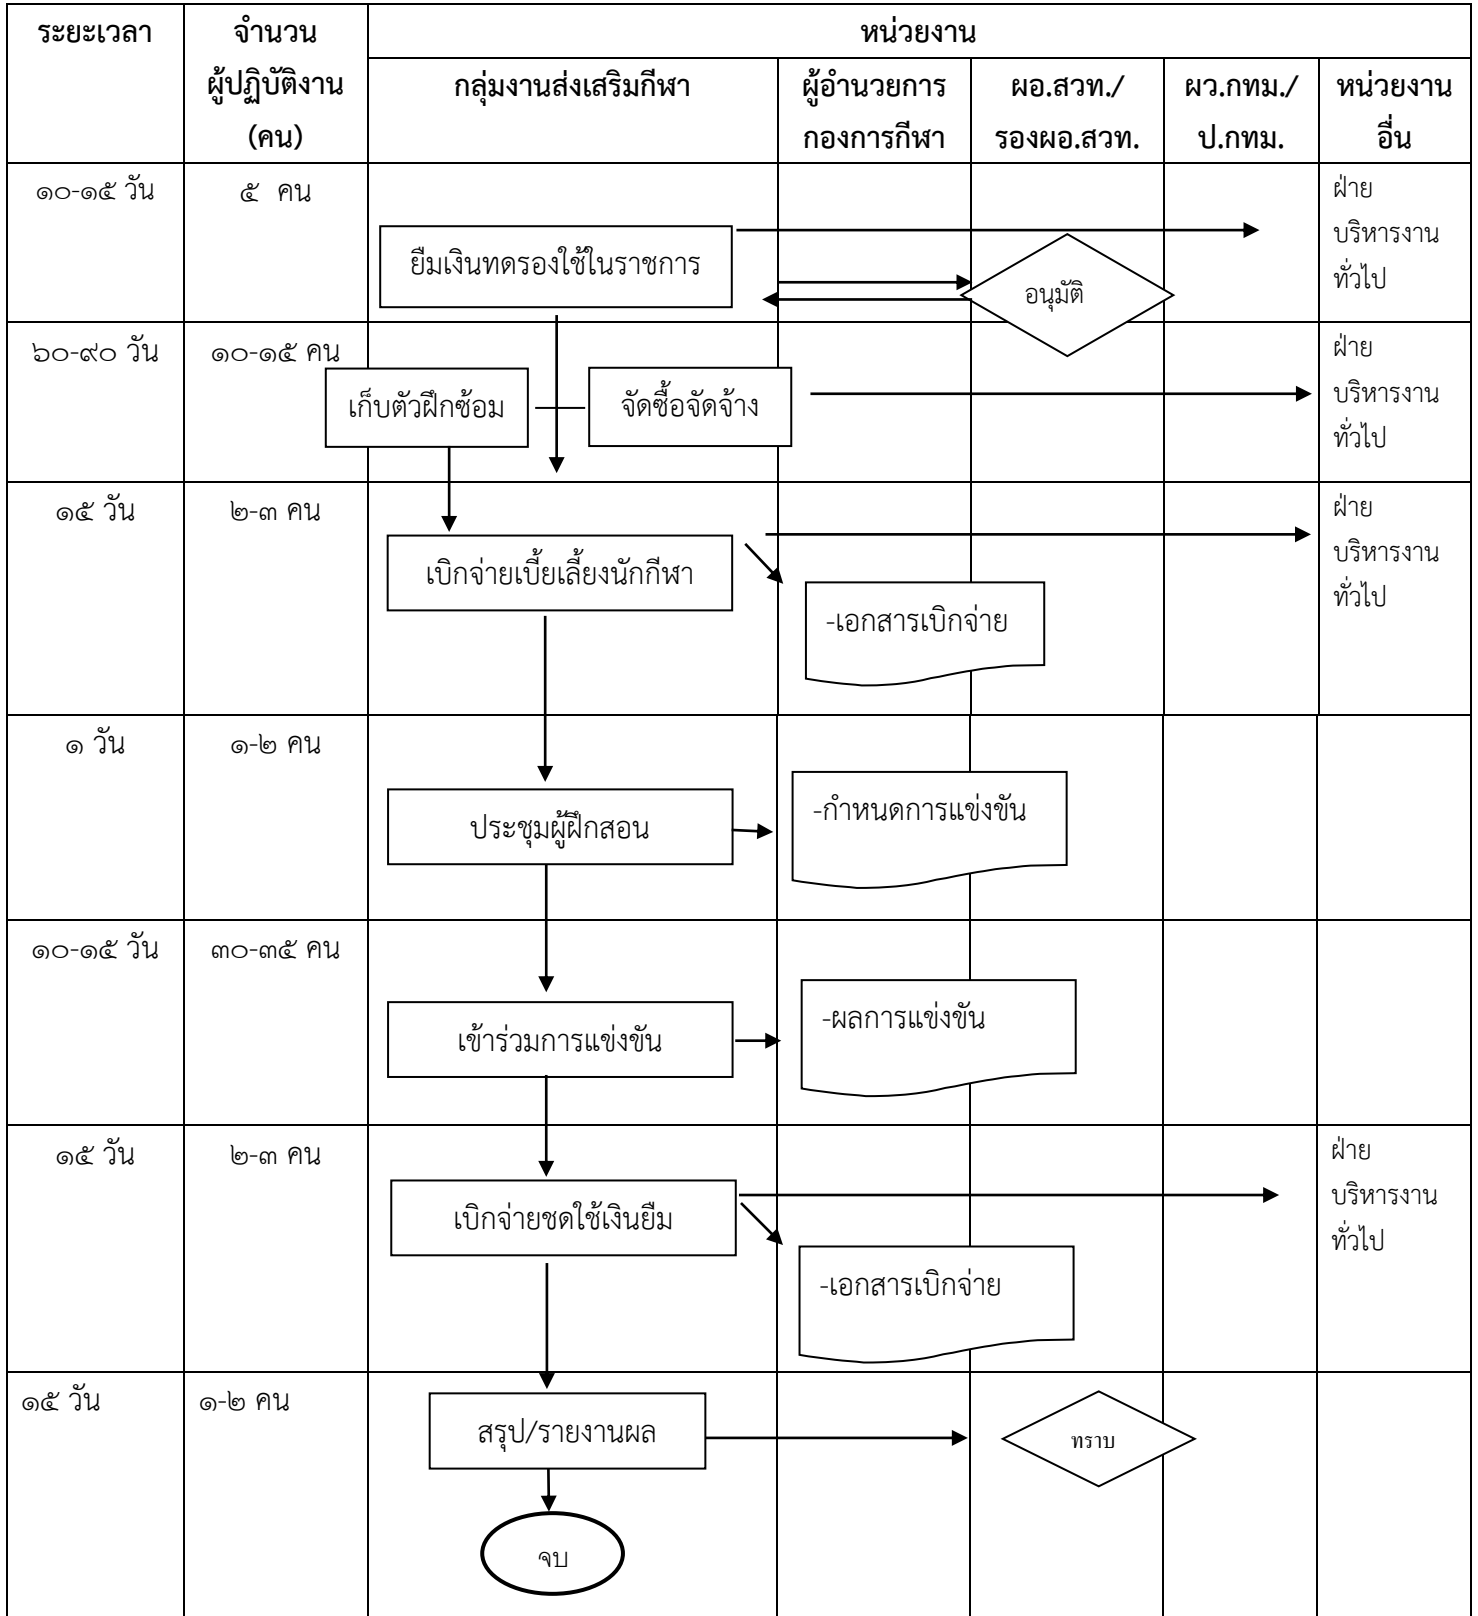 ระยะเวลา
จำนวน
ผู้ปฏิบัติงาน
(คน)
หน่วยงาน
กลุ่มงานส่งเสริมกีฬา
ผู้อำนวยการ
กองการกีฬา
ผอ.สวท./
รองผอ.สวท.
ผว.กทม./
ป.กทม.
หน่วยงาน
อื่น
๑๐-๑๕ วัน
๕ คน
ยืมเงินทดรองใช้ในราชการ
อนุมัติ
ฝ่าย
บริหารงาน
ทั่วไป
๖๐-๙๐ วัน
๑๐-๑๕ คน
เก็บตัวฝึกซ้อม
จัดซื้อจัดจ้าง
ฝ่าย
บริหารงาน
ทั่วไป
๑๕ วัน
๒-๓ คน
เบิกจ่ายเบี้ยเลี้ยงนักกีฬา
-เอกสารเบิกจ่าย
ฝ่าย
บริหารงาน
ทั่วไป
๑ วัน
๑-๒ คน
ประชุมผู้ฝึกสอน
-กำหนดการแข่งขัน
๑๐-๑๕ วัน
๓๐-๓๕ คน
เข้าร่วมการแข่งขัน
-ผลการแข่งขัน
๑๕ วัน
๒-๓ คน
เบิกจ่ายชดใช้เงินยืม
-เอกสารเบิกจ่าย
ฝ่าย
บริหารงาน
ทั่วไป
๑๕ วัน
๑-๒ คน
สรุป/รายงานผล
ทราบ
จบ